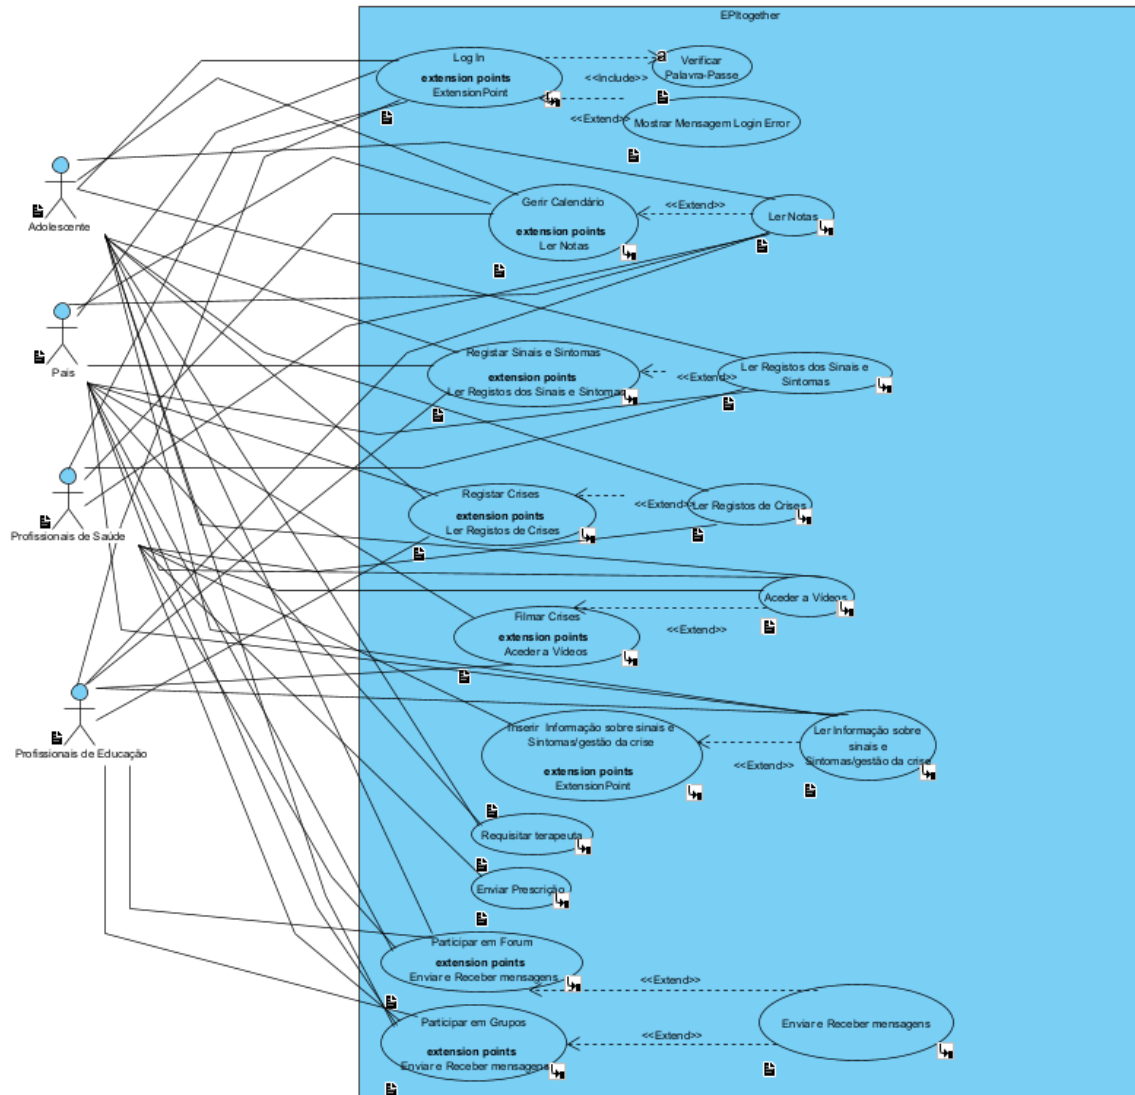 EPItogether
Log In
extension points
ExtensionPoint
a
Verificar
Palavra-Passe
<<Include>>
<<Extend>>
Mostrar Mensagem Login Error
Adolescente
Gerir Calendário
extension points
Ler Notas
<<Extend>>
Ler Notas
Pais
Registar Sinais e Sintomas
extension points
Ler Registos dos Sinais e Sintomas
<<Extend>>
Ler Registos dos Sinais e
Sintomas
Profissionais de Saúde
Registar Crises
extension points
Ler Registos de Crises
<<Extend>>
Ler Registos de Crises
Aceder a Vídeos
Filmar Crises
extension points
Aceder a Vídeos
<<Extend>>
Profissionais de Educação
Inserir Informação sobre sinais e
Sintomas/gestão da crise
extension points
ExtensionPoint
<<Extend>>
Ler Informação sobre
sinais e
Sintomas/gestão da crise
Requisitar terapeuta
Enviar Prescrição
Participar em Forum
extension points
Enviar e Receber mensagens
<<Extend>>
Participar em Grupos
extension points
Enviar e Receber mensagens
<<Extend>>
Enviar e Receber mensagens